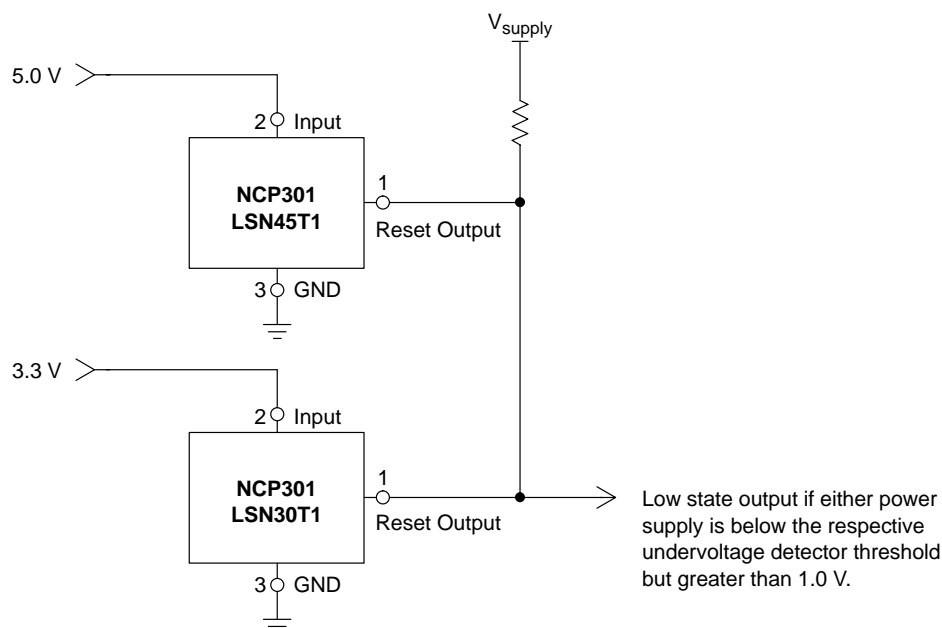 Vsupply
5.0 V
2 Input
NCP301
LSN45T1
1
Reset Output
3 GND
3.3 V
2 Input
NCP301
LSN30T1
1
Reset Output
3 GND
Low state output if either power
supply is below the respective
undervoltage detector threshold
but greater than 1.0 V.